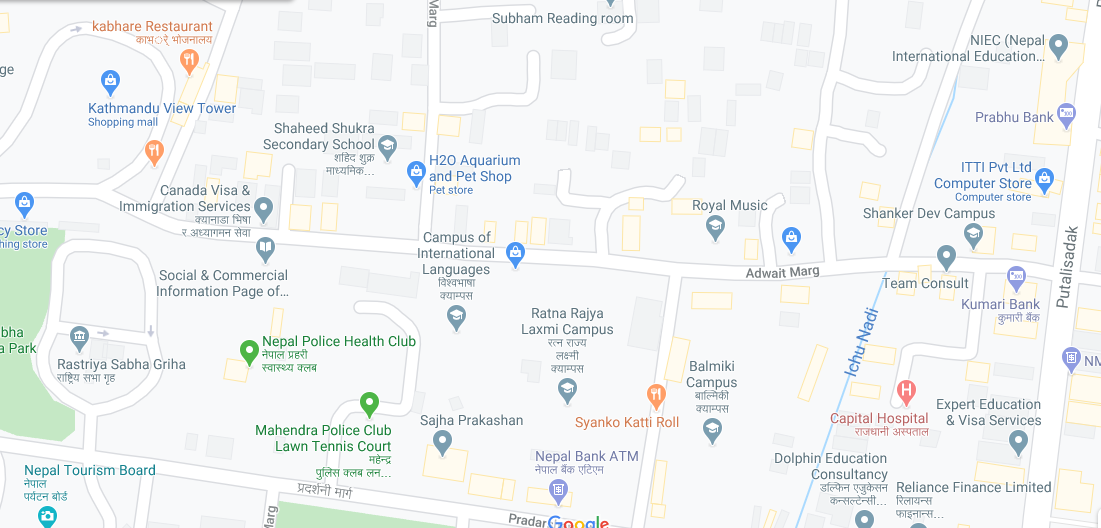 Marg
Subham Reading room
kabhare Restaurant
NIEC (Nepal
International Education...
ge
Kathmandu View Tower
Shopping mall
Prabhu Bank
Shaheed Shukra
Secondary School
शहिद शुक्र
माध्यमिक...
H2O Aquarium
and Pet Shop
Pet store
ITTI Pvt Ltd
Computer Store
Computer store
Canada Visa &
Immigration Services
क्यानाडा भिषा
र अध्यागमन सेवा
Royal Music
Shanker Dev Campus
cy Store
hing store
Campus of
International
Languages
विश्वभाषा
क्याम्पस
Putalisadak
Social & Commercial
Information Page of...
Adwait Marg
Team Consult
Kumari Bank
कुमारी बैंक
Ratna Rajya
Laxmi Campus
रत्न राज्य
लक्ष्मी
क्याम्पस
Ichu Nadi
bha
a Park
Nepal Police Health Club
नेपाल प्रहरी
स्वास्थ्य क्लब
Rastriya Sabha Griha
राष्ट्रिय सभा गृह
NM
Balmiki
Campus
बाल्मिकी
क्याम्पस
Syanko Katti Roll
Capital Hospital
राजधानी अस्पताल
Expert Education
& Visa Services
Sajha Prakashan
Mahendra Police Club
Lawn Tennis Court
महेन्द्र
पुलिस क्लब लन...
Nepal Bank ATM
नेपाल बैंक एटिएम
Dolphin Education
Consultancy
डल्फिन एजुकेसन
कन्सल्टेन्सी...
Nepal Tourism Board
नेपाल
पर्यटन बोर्ड
प्रदर्शनी मार्ग
Reliance Finance Limited
रिलायन्स
फाइनान्स...
Marg
Pradar
Google